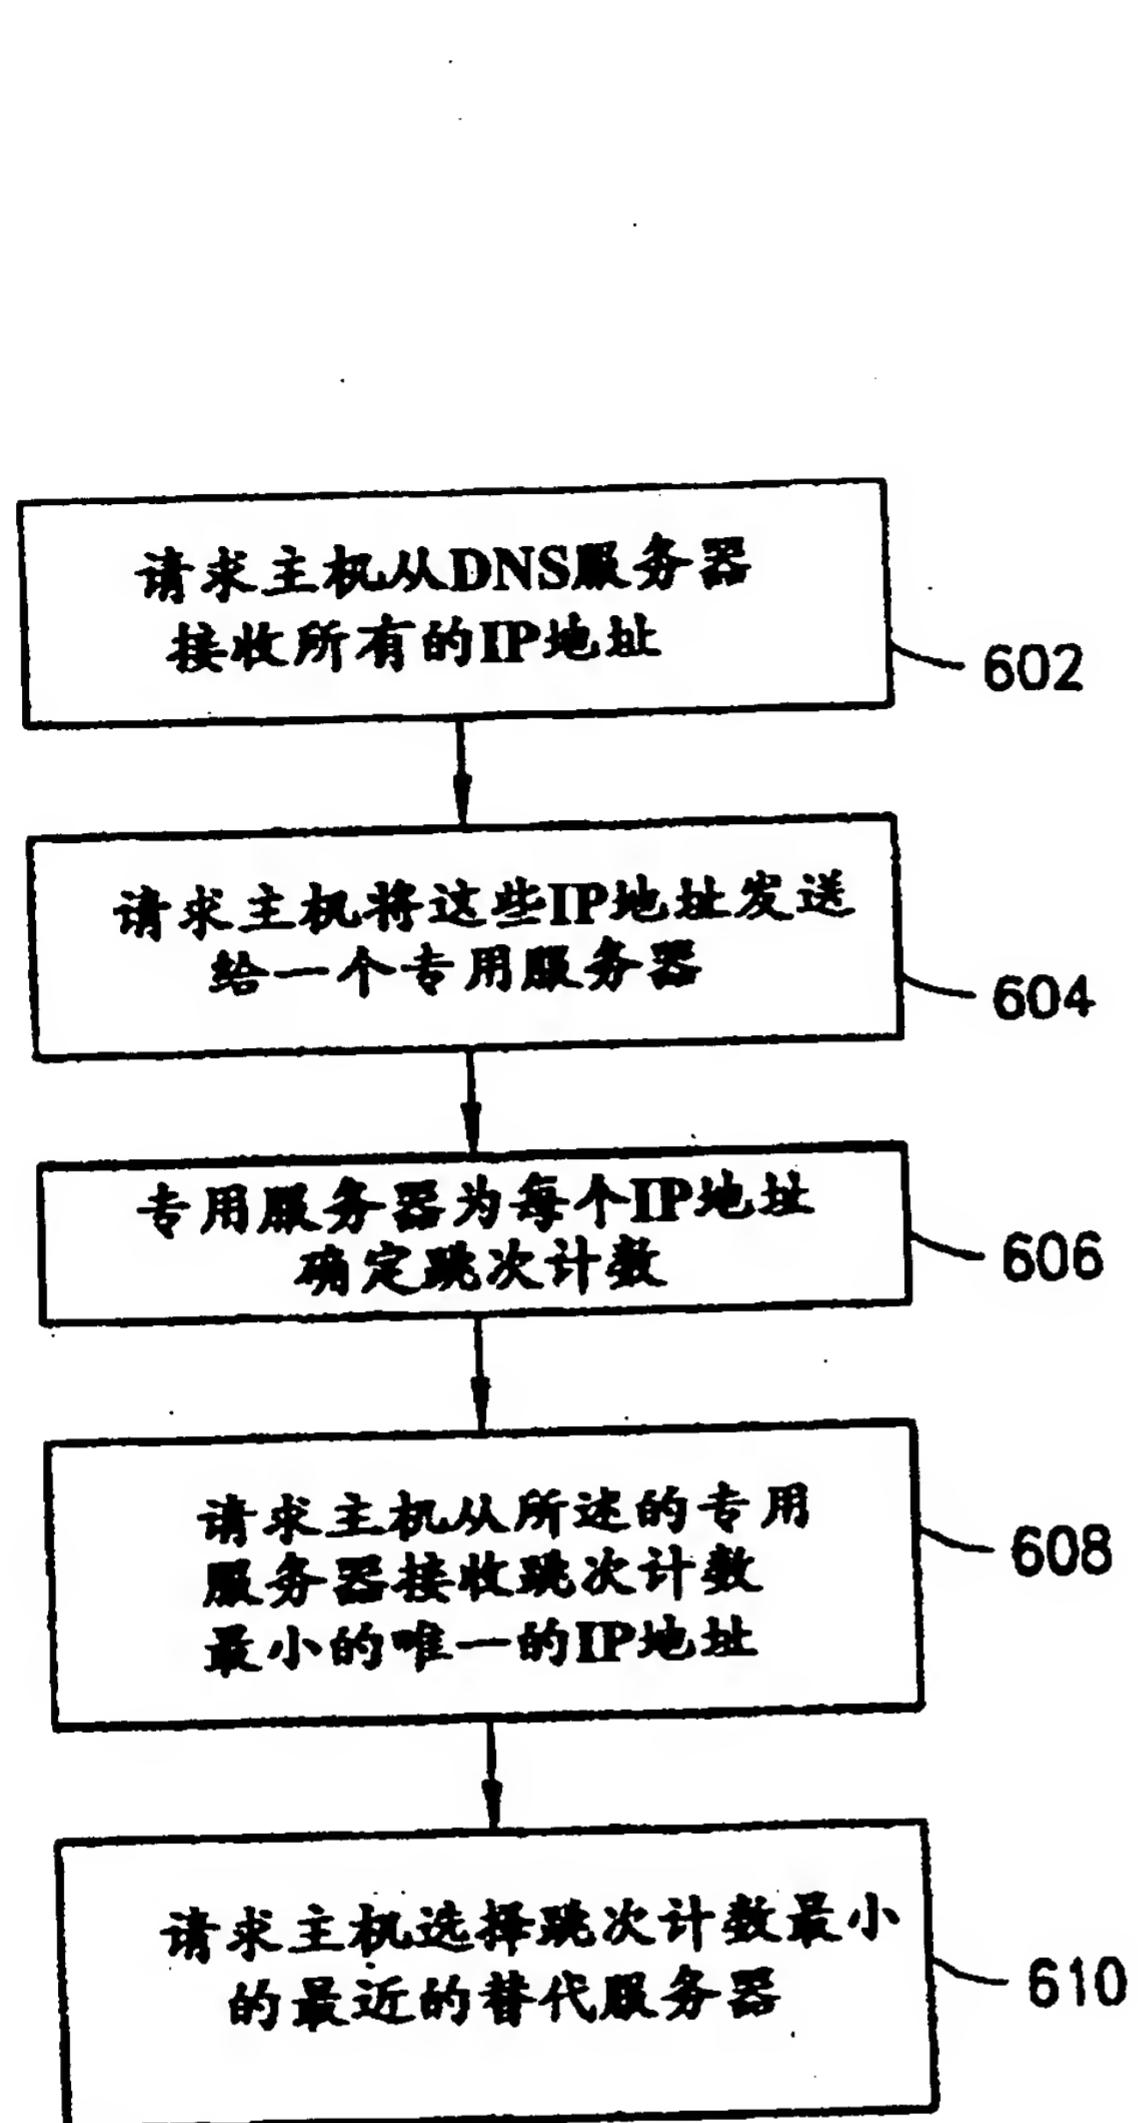 请求主机从DNS服务器
接收所有的IP地址
602
请求主机将这些IP地址发送
给一个专用服务器
604
专用服务器为每个IP地址
确定跳次计数
606
请求主机从所述的专用
服务器接收跳次计数
最小的唯一的IP地址
608
请求主机选择跳次计数最小
的最近的替代服务器
610